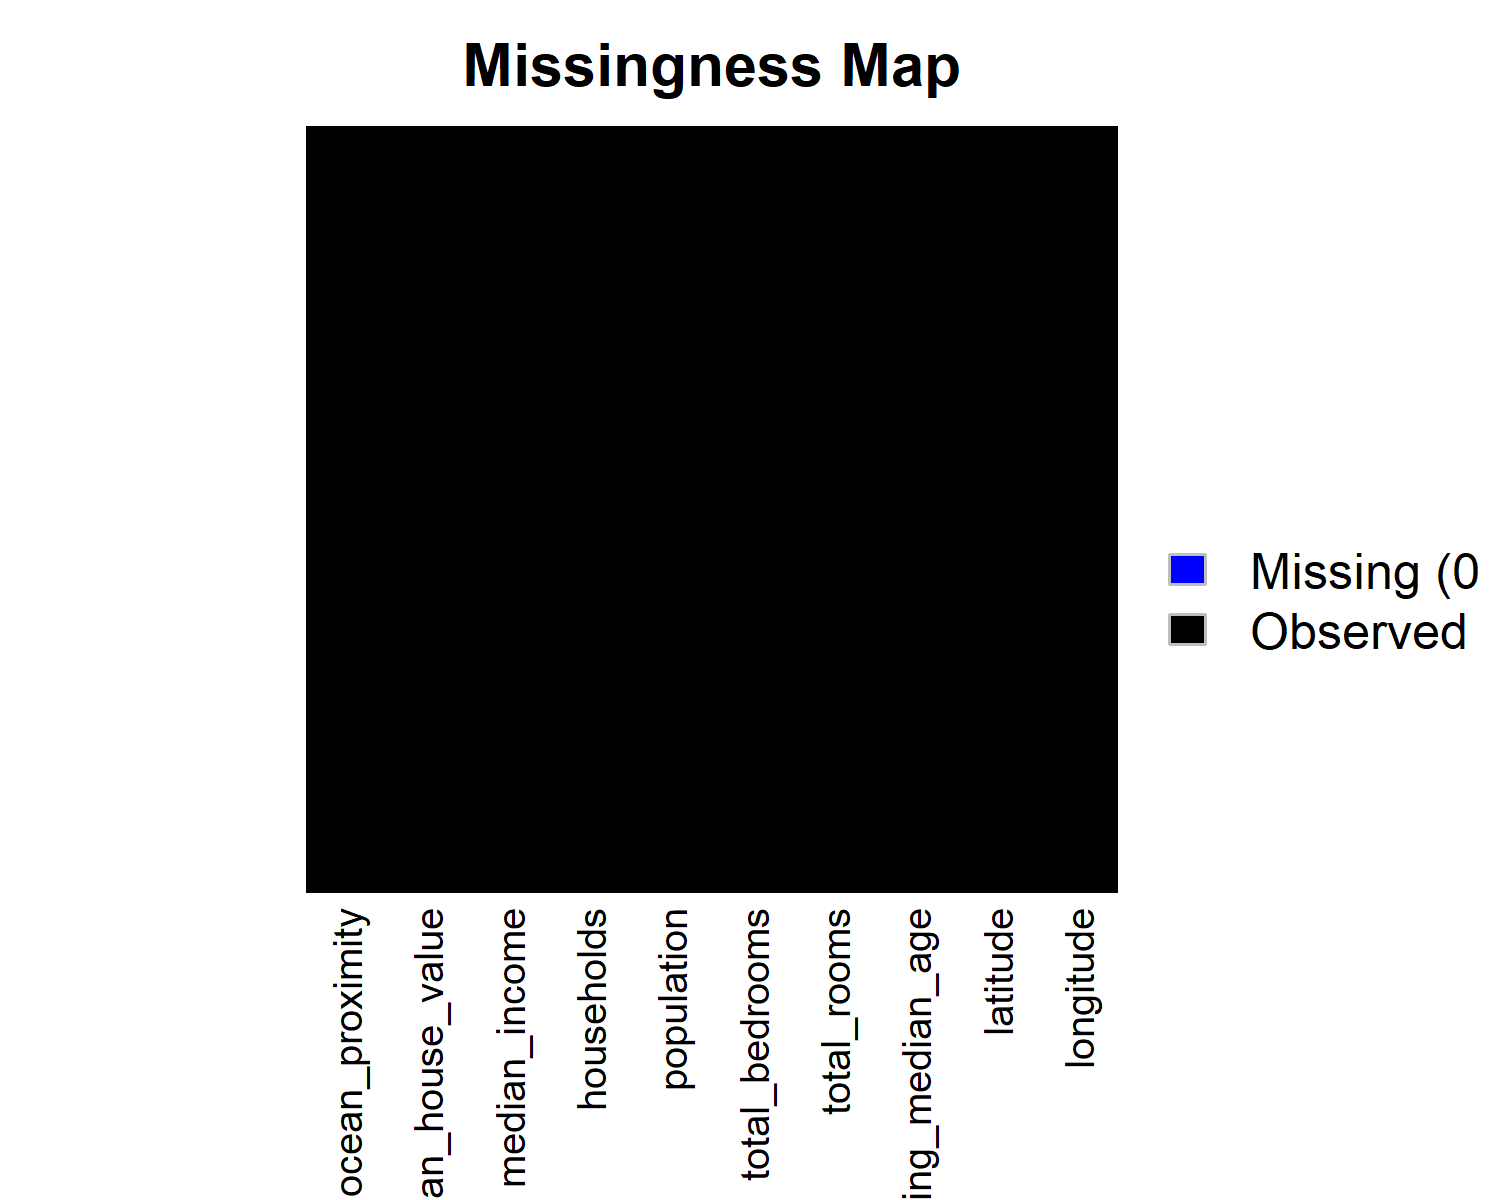 Missingness Map
Missing (0
Observed
ocean_proximity
an_house_value
median_income
households
population
total_bedrooms
total_rooms
ing_median_age
latitude
longitude